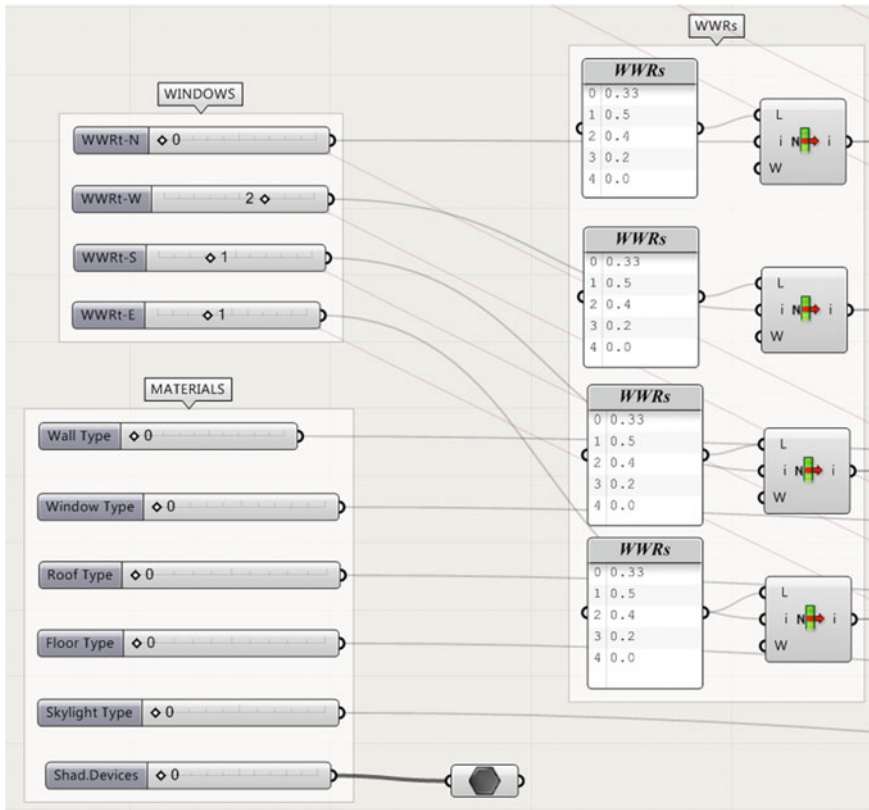 WINDOWS
WWRt-N 0
WWRt-W 2
WWRt-S 1
WWRt-E 1
MATERIALS
Wall Type 0
Window Type 0
Roof Type 0
Floor Type 0
Skylight Type 0
Shad.Devices 0
WWRs
WWRs
0 0.33
1 0.5
2 0.4
3 0.2
4 0.0
L
i N i
W
WWRs
0 0.33
1 0.5
2 0.4
3 0.2
4 0.0
L
i N i
W
WWRs
0 0.33
1 0.5
2 0.4
3 0.2
4 0.0
L
i N i
W
WWRs
0 0.33
1 0.5
2 0.4
3 0.2
4 0.0
L
i N i
W